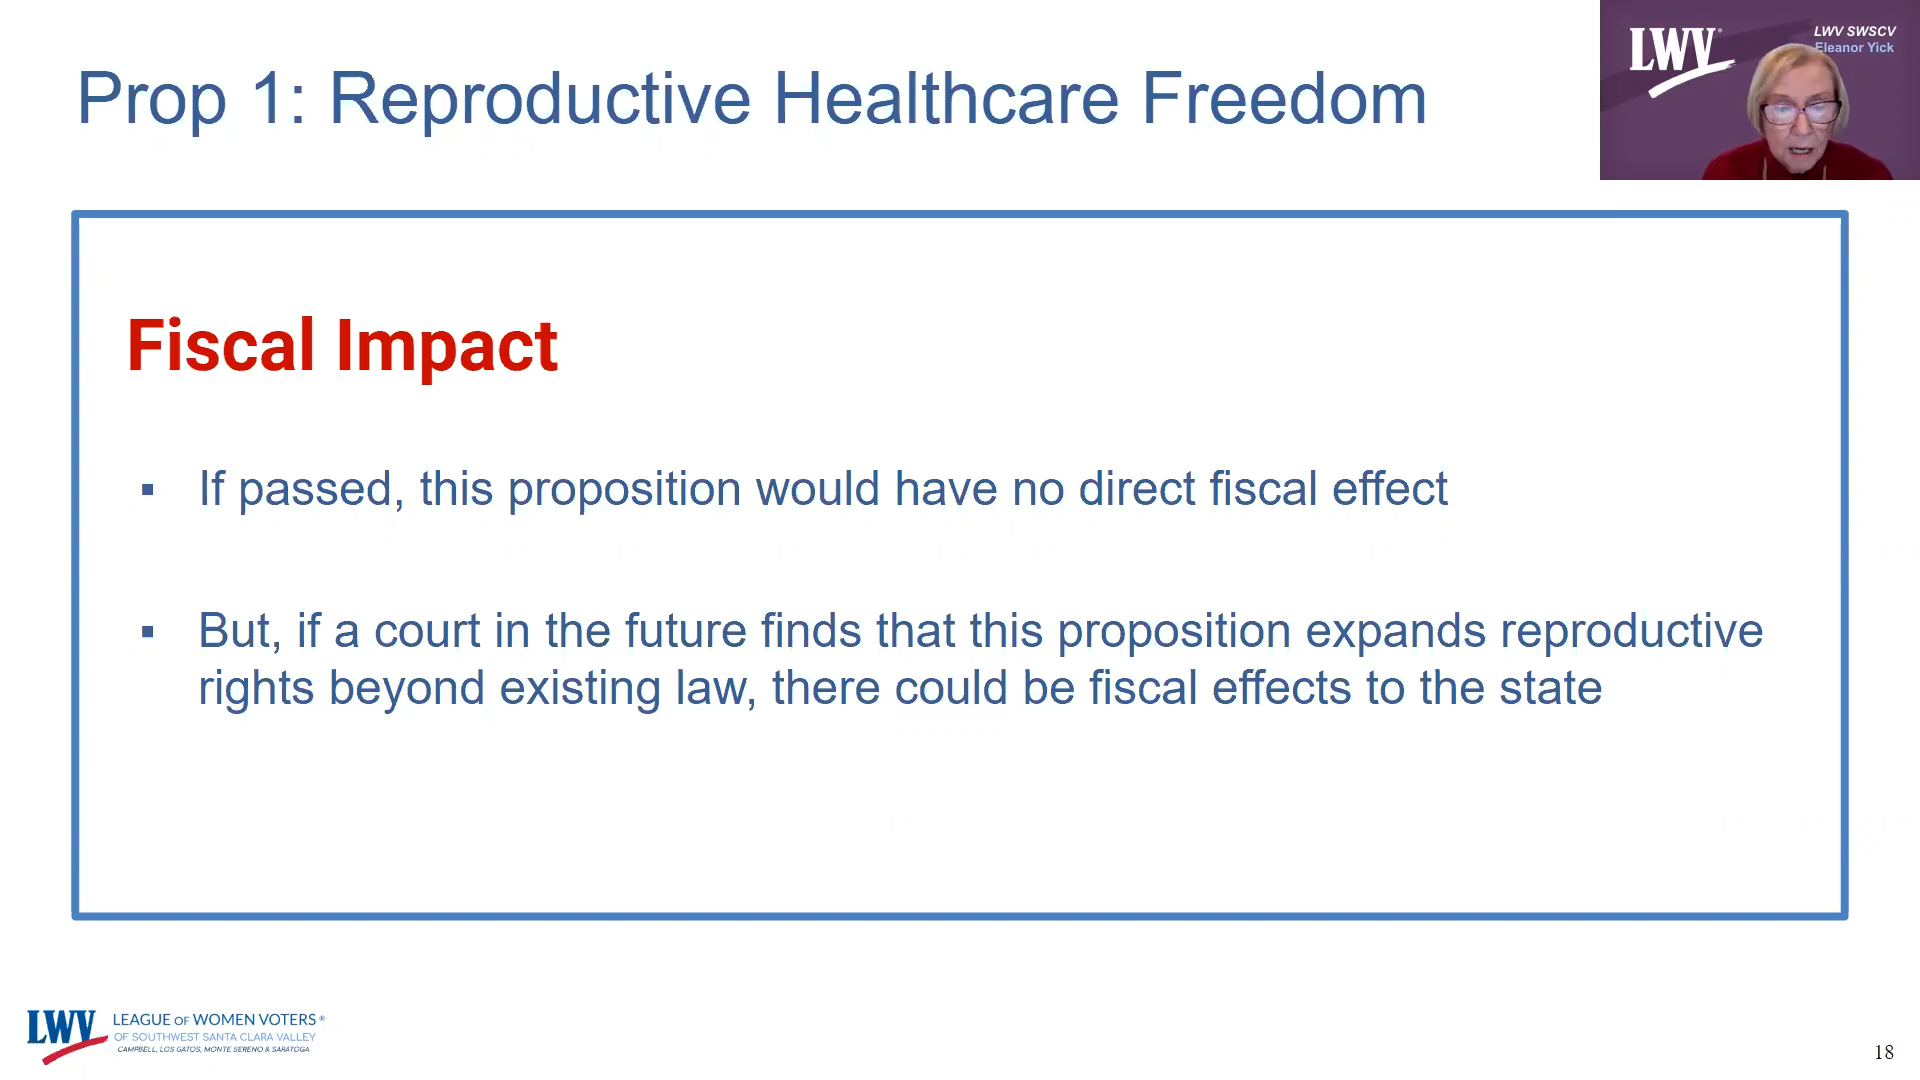 Prop 1: Reproductive Healthcare Freedom
LWV
LWV SWSCV
Eleanor Yick
Fiscal Impact
▪ If passed, this proposition would have no direct fiscal effect
▪ But, if a court in the future finds that this proposition expands reproductive
rights beyond existing law, there could be fiscal effects to the state
LWV
LEAGUE OF WOMEN VOTERS®
OF SOUTHWEST SANTA CLARA VALLEY
CAMPBELL, LOS GATOS, MONTE SERENO & SARATOGA
18